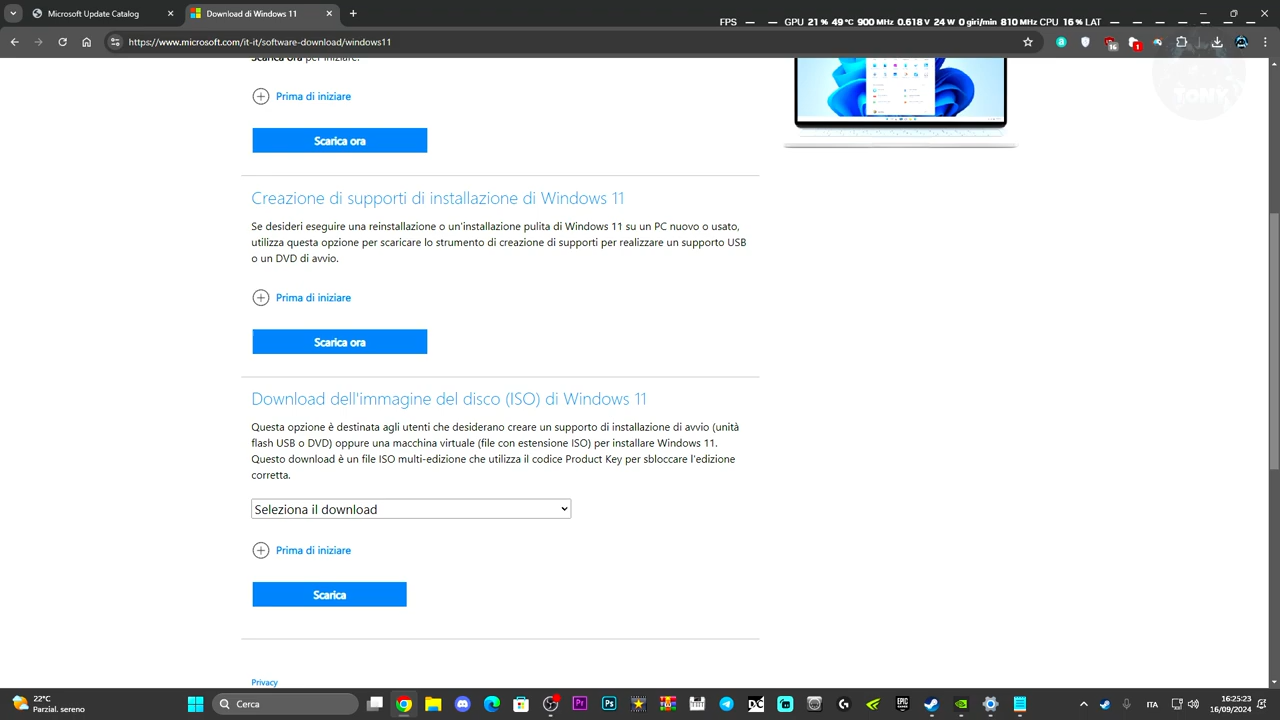 Microsoft Update Catalog
Download di Windows 11
FPS — — GPU 21 % 49 °C 900 MHz 0.618 V 24 W 0 giri/min 810 MHz CPU 16 % LAT — — — — —
https://www.microsoft.com/it-it/software-download/windows11
16
1
Scarica ora per iniziare.
TONY
Prima di iniziare
Scarica ora
Creazione di supporti di installazione di Windows 11
Se desideri eseguire una reinstallazione o un'installazione pulita di Windows 11 su un PC nuovo o usato,
utilizza questa opzione per scaricare lo strumento di creazione di supporti per realizzare un supporto USB
o un DVD di avvio.
Prima di iniziare
Scarica ora
Download dell'immagine del disco (ISO) di Windows 11
Questa opzione è destinata agli utenti che desiderano creare un supporto di installazione di avvio (unità
flash USB o DVD) oppure una macchina virtuale (file con estensione ISO) per installare Windows 11.
Questo download è un file ISO multi-edizione che utilizza il codice Product Key per sbloccare l'edizione
corretta.
Seleziona il download
Prima di iniziare
Scarica
Privacy
22°C
Parzial. sereno
Cerca
ITA
16:25:23
16/09/2024